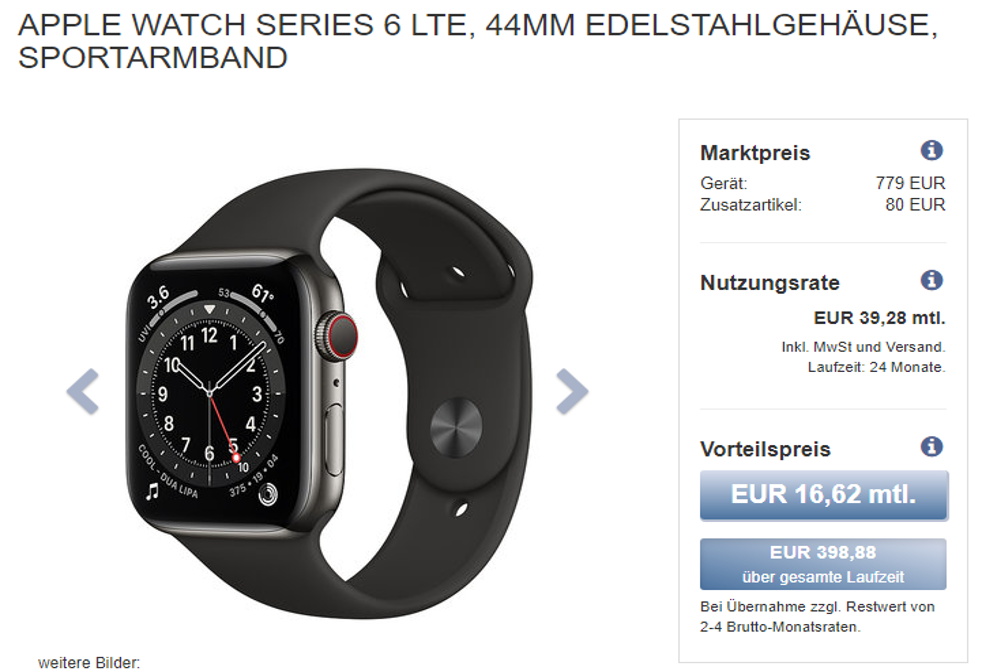 APPLE WATCH SERIES 6 LTE, 44MM EDELSTAHLGEHÄUSE,
SPORTARMBAND
Marktpreis
Gerät: 779 EUR
Zusatzartikel: 80 EUR
Nutzungsrate
EUR 39,28 mtl.
Inkl. MwSt und Versand.
Laufzeit: 24 Monate.
Vorteilspreis
EUR 16,62 mtl.
EUR 398,88
über gesamte Laufzeit
Bei Übernahme zzgl. Restwert von
2-4 Brutto-Monatsraten.
3.6
UVI
53 61° 70
11 12 1
10 2
9 3
8 4
7 6 5
10
COOL – DUA LIPA
375 • 19 • 04
weitere Bilder: